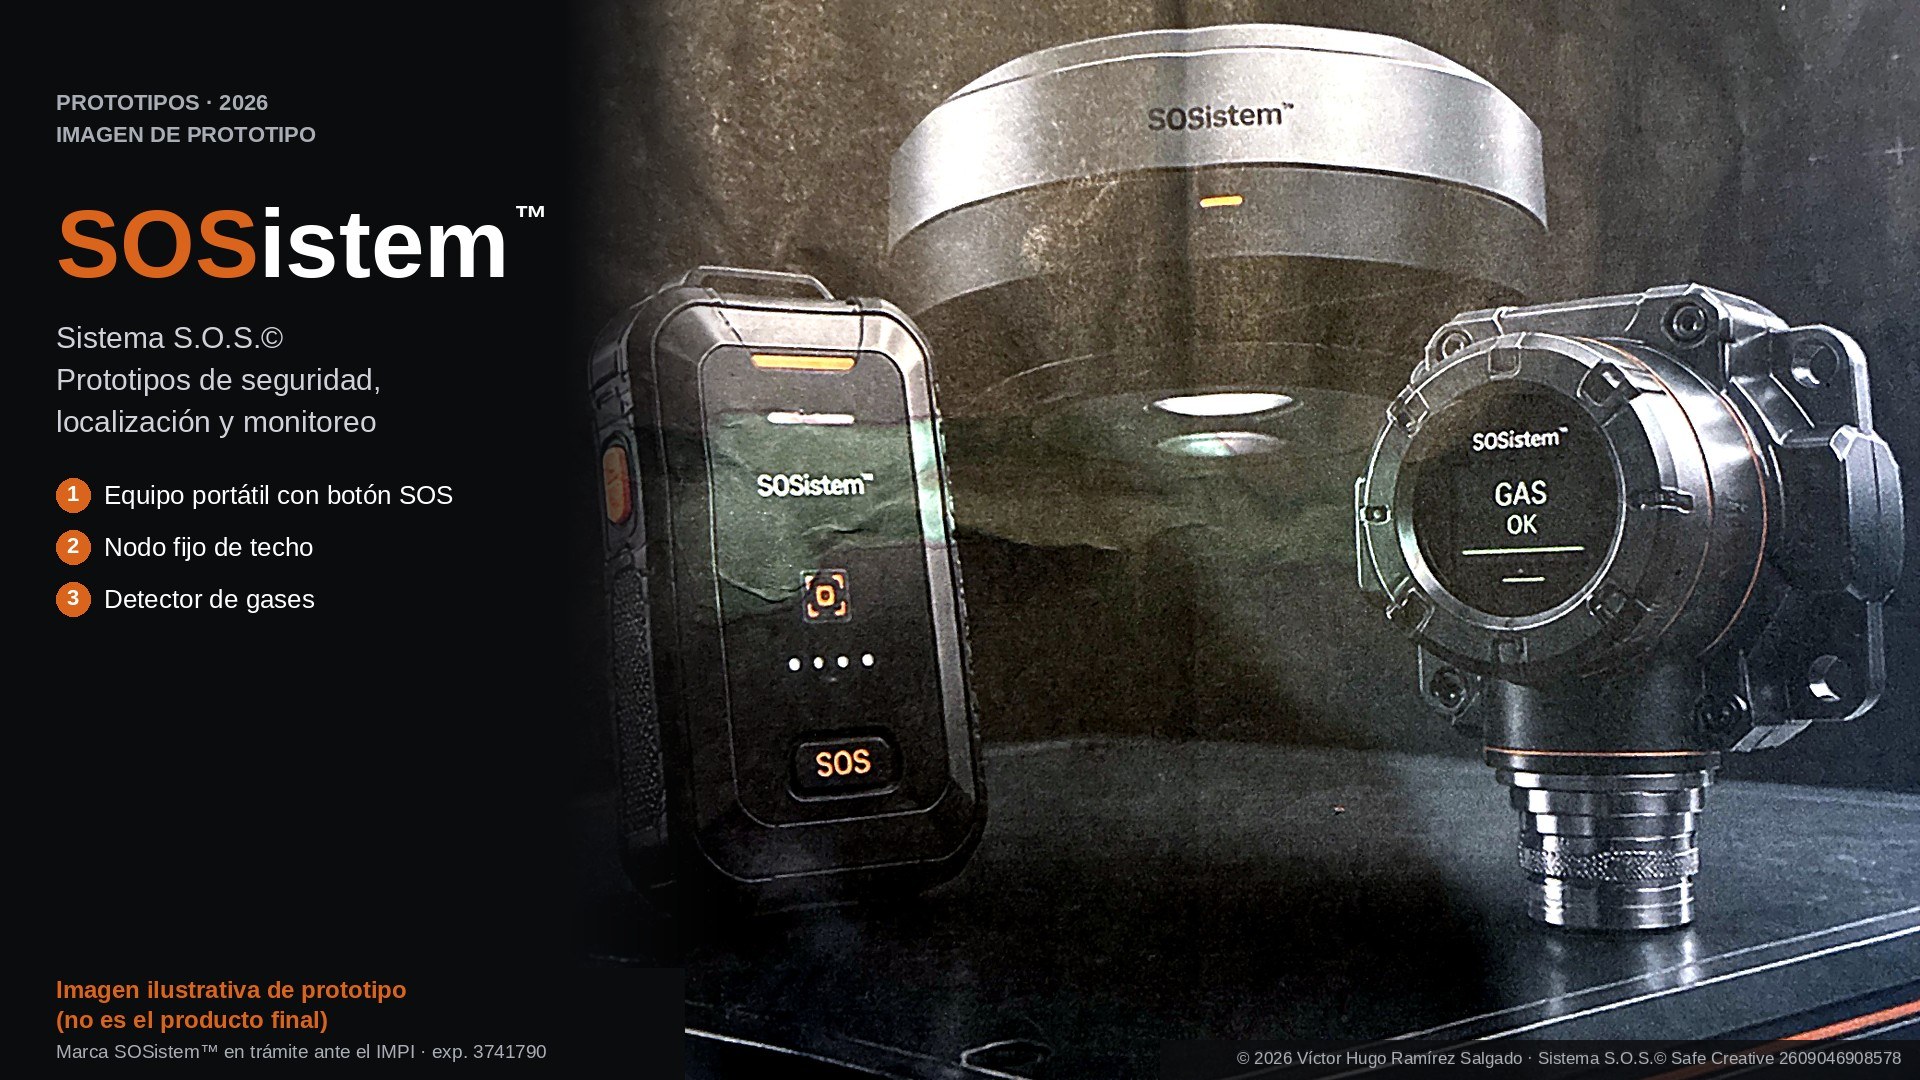 PROTOTIPOS · 2026
IMAGEN DE PROTOTIPO
SOSistem™
Sistema S.O.S.©
Prototipos de seguridad,
localización y monitoreo
1 Equipo portátil con botón SOS
2 Nodo fijo de techo
3 Detector de gases
SOSistem™
SOSistem™
SOS
SOSistem™
GAS
OK
Imagen ilustrativa de prototipo
(no es el producto final)
Marca SOSistem™ en trámite ante el IMPI · exp. 3741790
© 2026 Víctor Hugo Ramírez Salgado · Sistema S.O.S.© Safe Creative 2609046908578